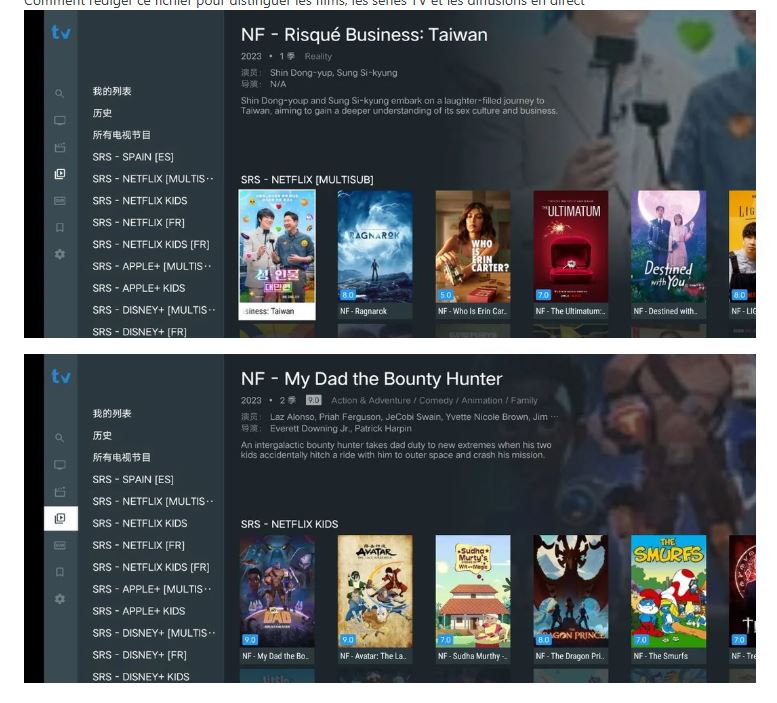 Comment rédiger ce fichier pour distinguer les films, les séries TV et les diffusions en direct
tv
NF - Risqué Business: Taiwan
2023 • 1 季 Reality
演员: Shin Dong-yup, Sung Si-kyung
导演: N/A
Shin Dong-youp and Sung Si-kyung embark on a laughter-filled journey to
Taiwan, aiming to gain a deeper understanding of its sex culture and business.
我的列表
历史
所有电视节目
SRS - SPAIN [ES]
SRS - NETFLIX [MULTIS··
SRS - NETFLIX KIDS
SRS - NETFLIX [FR]
SRS - NETFLIX KIDS [FR]
SRS - APPLE+ [MULTIS··
SRS - APPLE+ KIDS
SRS - DISNEY+ [MULTIS··
SRS - DISNEY+ [FR]
SRS - NETFLIX [MULTISUB]
성+인물
대만편
RAGNAROK
WHO
IS
ERIN
CARTER?
THE
ULTIMATUM
Destined
with You
LIG
8.0
5.0
7.0
8.0
siness: Taiwan
NF - Ragnarok
NF - Who Is Erin Car..
NF - The Ultimatum:..
NF - Destined with..
NF - LIG
tv
NF - My Dad the Bounty Hunter
2023 • 2 季 9.0 Action & Adventure / Comedy / Animation / Family
演员: Laz Alonso, Priah Ferguson, JeCobi Swain, Yvette Nicole Brown, Jim ···
导演: Everett Downing Jr., Patrick Harpin
An intergalactic bounty hunter takes dad duty to new extremes when his two
kids accidentally hitch a ride with him to outer space and crash his mission.
我的列表
历史
所有电视节目
SRS - SPAIN [ES]
SRS - NETFLIX [MULTIS··
SRS - NETFLIX KIDS
SRS - NETFLIX [FR]
SRS - NETFLIX KIDS [FR]
SRS - APPLE+ [MULTIS··
SRS - APPLE+ KIDS
SRS - DISNEY+ [MULTIS··
SRS - DISNEY+ [FR]
SRS - DISNEY+ KIDS
SRS - NETFLIX KIDS
DAD
AVATAR
Sudha
Murty's
DRAGON PRINCE
THE
SMURFS
9.0
9.0
7.0
8.0
7.0
7.0
NF - My Dad the Bo..
NF - Avatar: The La..
NF - Sudha Murthy -..
NF - The Dragon Pri..
NF - The Smurfs
NF - Tre
little